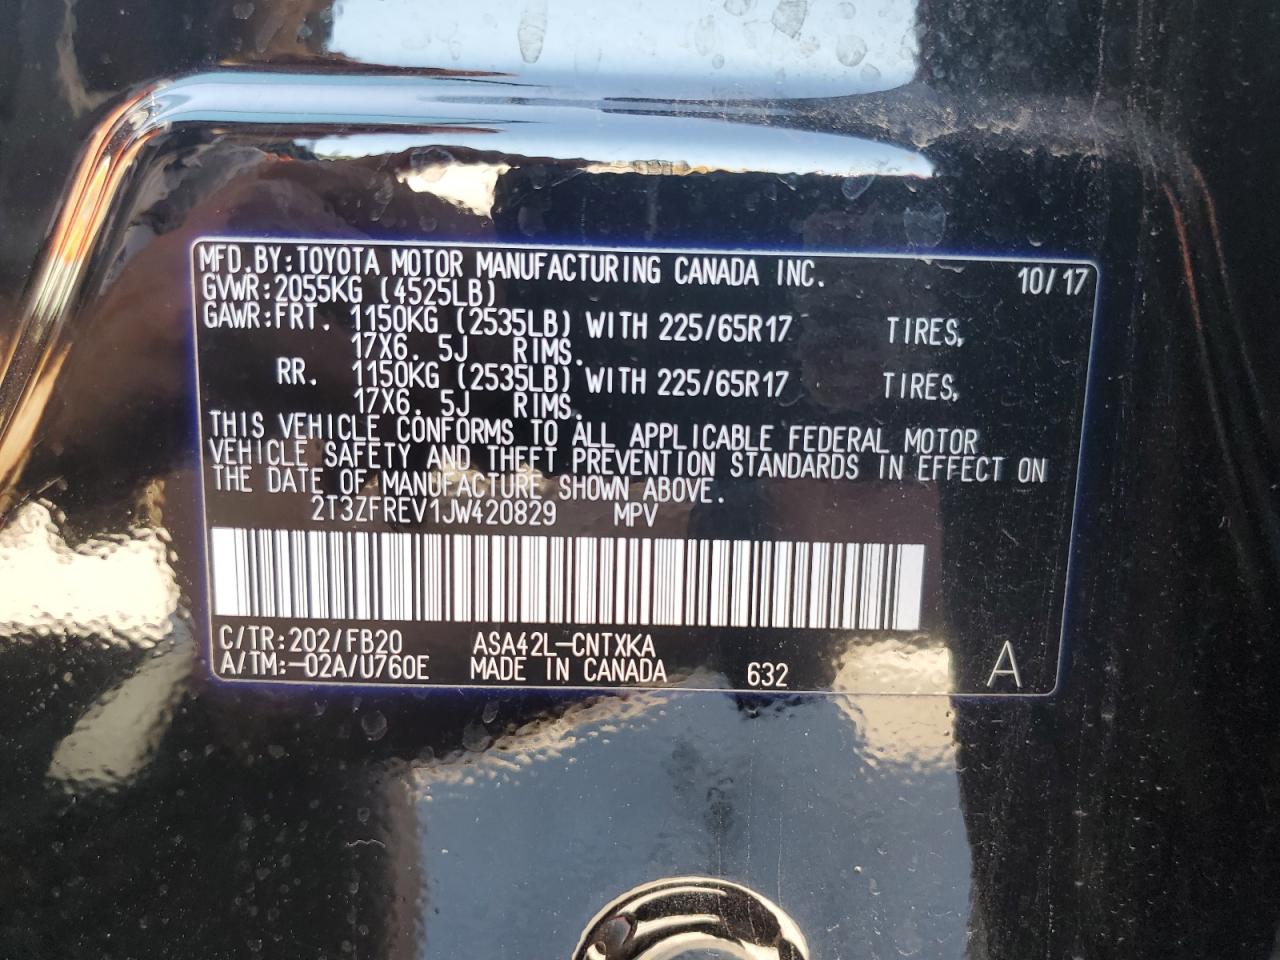 MFD.BY:TOYOTA MOTOR MANUFACTURING CANADA INC. 10/17
GVWR:2055KG (4525LB)
GAWR:FRT. 1150KG (2535LB) WITH 225/65R17 TIRES,
17X6. 5J RIMS.
RR. 1150KG (2535LB) WITH 225/65R17 TIRES,
17X6. 5J RIMS.
THIS VEHICLE CONFORMS TO ALL APPLICABLE FEDERAL MOTOR
VEHICLE SAFETY AND THEFT PREVENTION STANDARDS IN EFFECT ON
THE DATE OF MANUFACTURE SHOWN ABOVE.
2T3ZFREV1JW420829 MPV
C/TR:202/FB20 ASA42L-CNTXKA
A/TM:-02A/U760E MADE IN CANADA 632 A